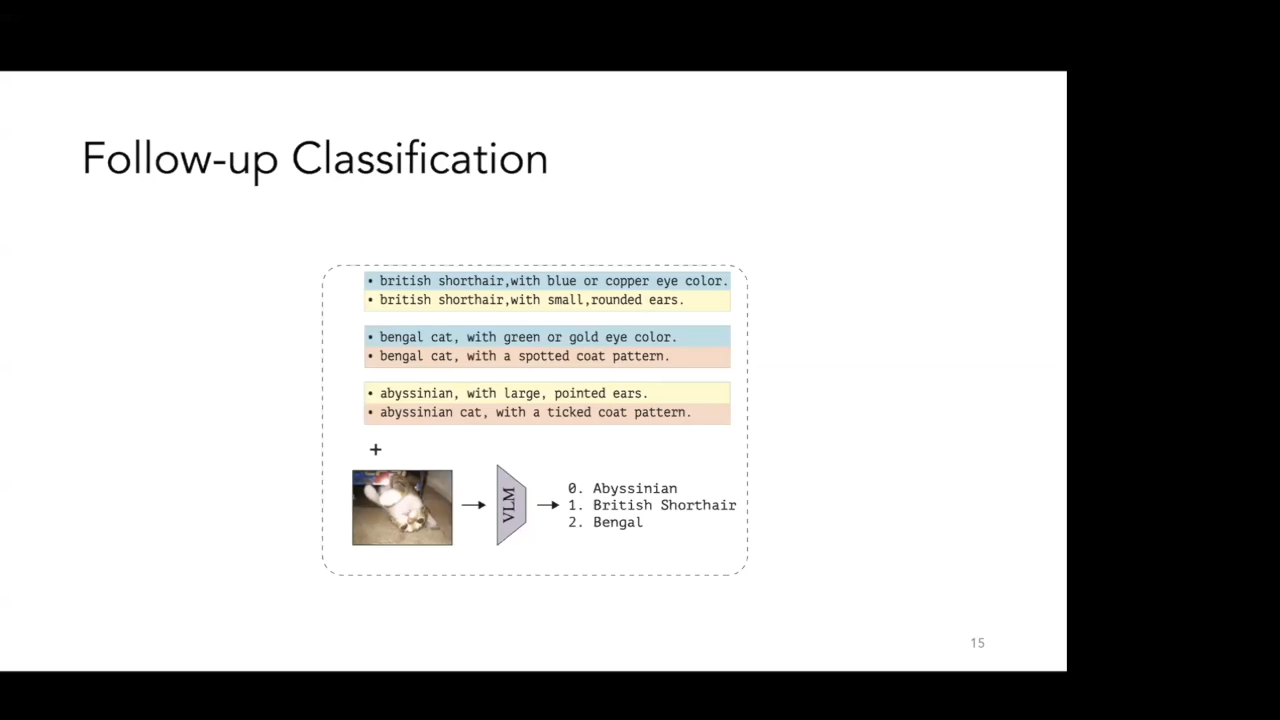 Follow-up Classification
• british shorthair,with blue or copper eye color.
• british shorthair,with small,rounded ears.
• bengal cat, with green or gold eye color.
• bengal cat, with a spotted coat pattern.
• abyssinian, with large, pointed ears.
• abyssinian cat, with a ticked coat pattern.
+
VLM
0. Abyssinian
1. British Shorthair
2. Bengal
15